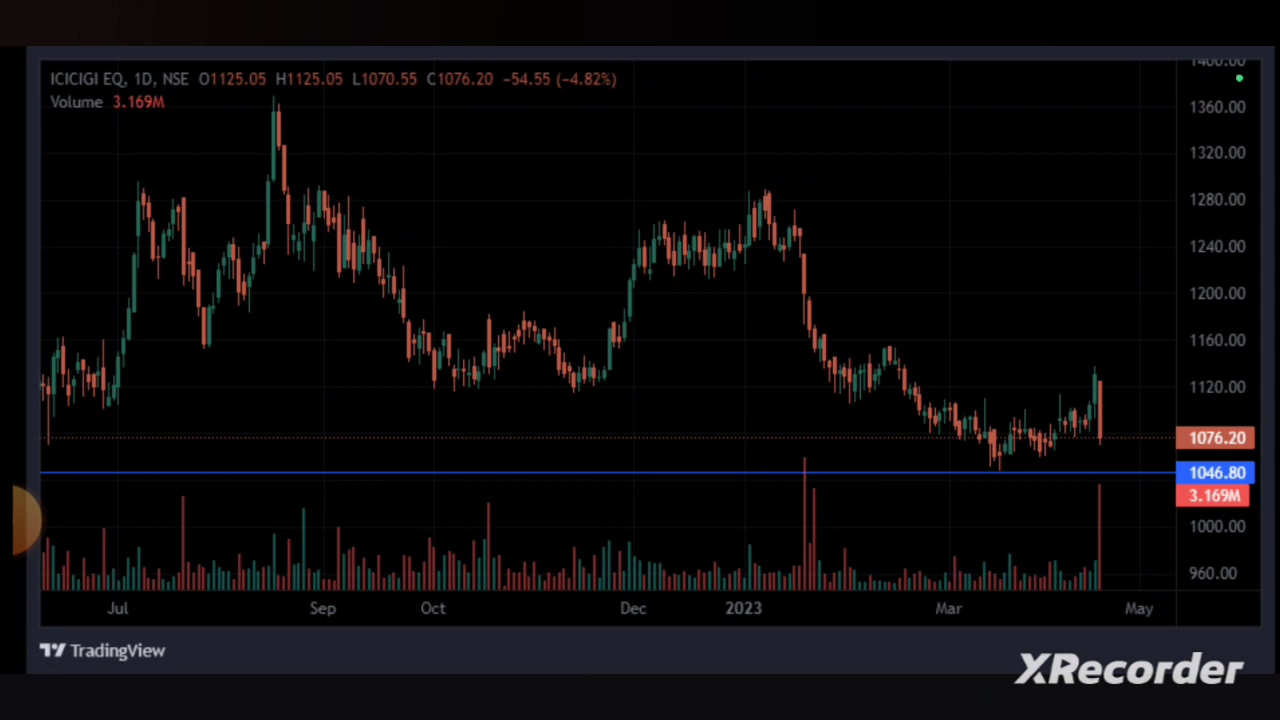 1400.00
ICICIGI EQ, 1D, NSE O1125.05 H1125.05 L1070.55 C1076.20 −54.55 (−4.82%)
Volume 3.169M
1360.00
1320.00
1280.00
1240.00
1200.00
1160.00
1120.00
1076.20
1046.80
3.169M
1000.00
960.00
Jul Sep Oct Dec 2023 Mar May
TradingView
XRecorder